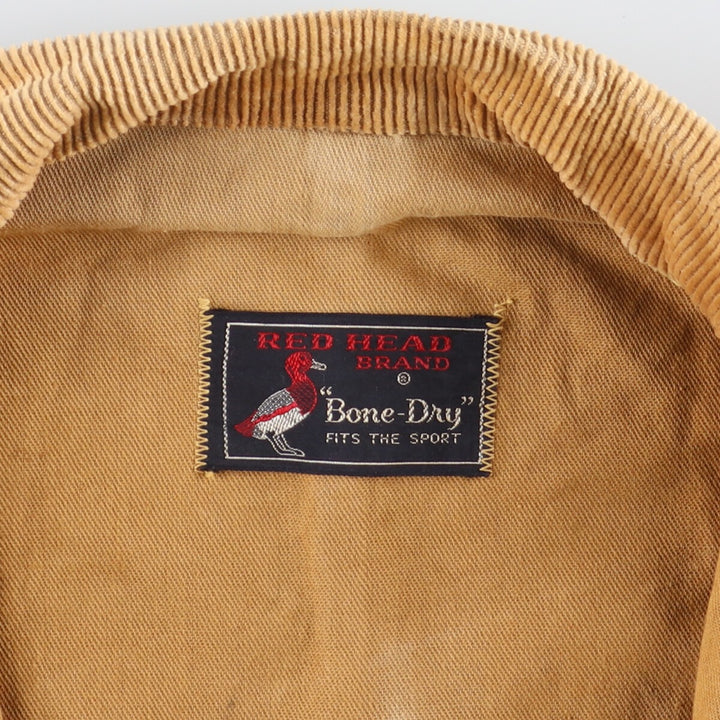 RED HEAD
BRAND
®
"Bone-Dry"
FITS THE SPORT